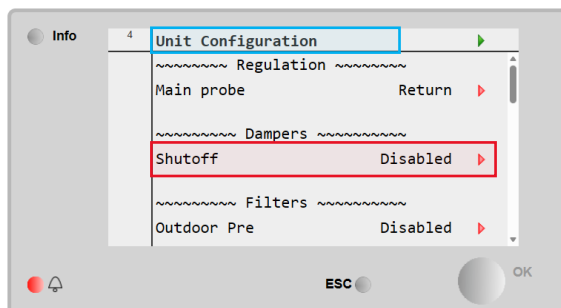 Info
4
Unit Configuration
~~~~~~~~ Regulation ~~~~~~~~
Main probe Return
~~~~~~~~~ Dampers ~~~~~~~~~~
Shutoff Disabled
~~~~~~~~~ Filters ~~~~~~~~~~
Outdoor Pre Disabled
ESC
OK